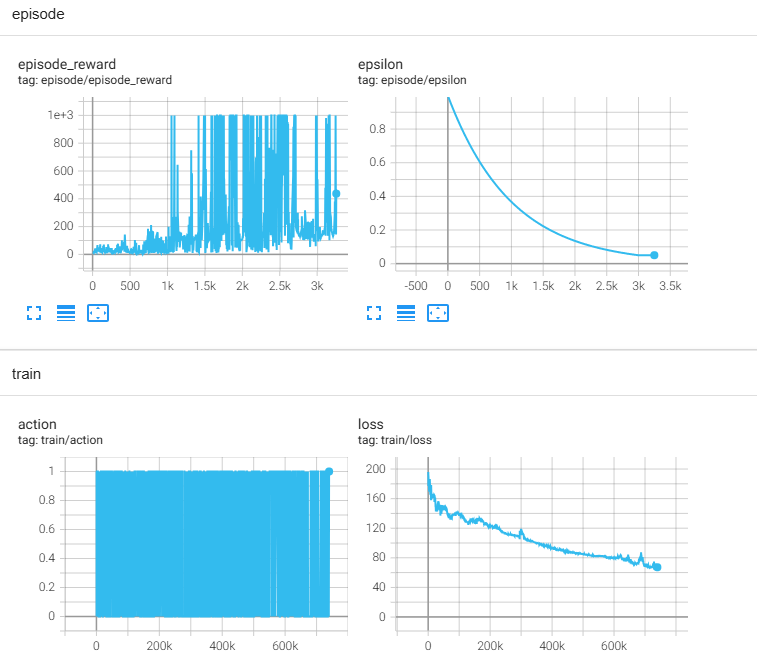 episode
episode_reward
tag: episode/episode_reward
1e+3
800
600
400
200
0
0 500 1k 1.5k 2k 2.5k 3k
epsilon
tag: episode/epsilon
0.8
0.6
0.4
0.2
0
-500 0 500 1k 1.5k 2k 2.5k 3k 3.5k
train
action
tag: train/action
1
0.8
0.6
0.4
0.2
0
0 200k 400k 600k
loss
tag: train/loss
200
160
120
80
40
0
0 200k 400k 600k